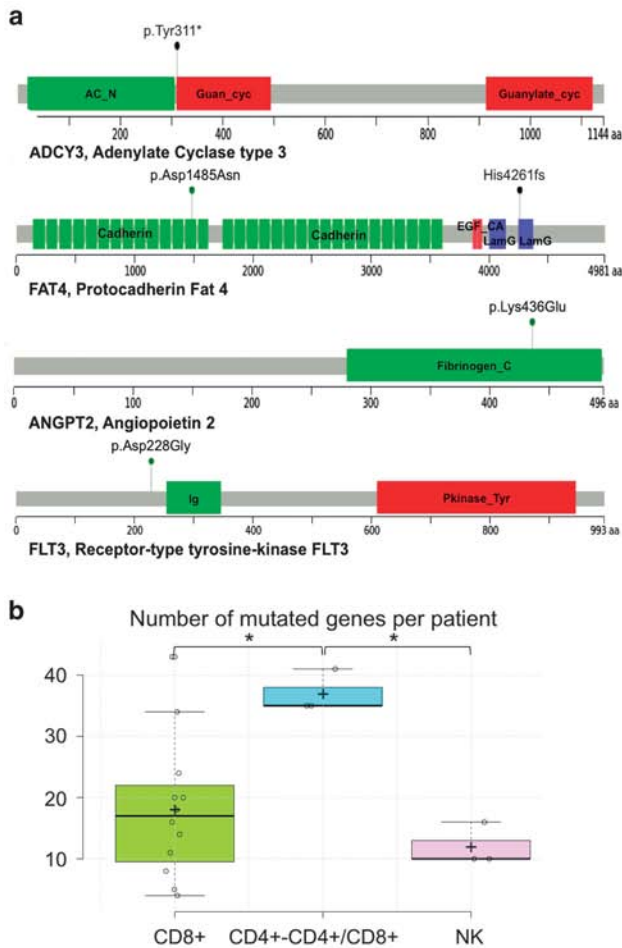 a
p.Tyr311*
AC_N Guan_cyc Guanylate_cyc
200 400 600 800 1000 1144 aa
ADCY3, Adenylate Cyclase type 3
p.Asp1485Asn His4261fs
Cadherin Cadherin EGF_CA LamG LamG
0 1000 2000 3000 4000 4981 aa
FAT4, Protocadherin Fat 4
p.Lys436Glu
Fibrinogen_C
0 100 200 300 400 496 aa
ANGPT2, Angiopoietin 2
p.Asp228Gly
Ig Pkinase_Tyr
0 200 400 600 800 993 aa
FLT3, Receptor-type tyrosine-kinase FLT3
b
Number of mutated genes per patient
* *
40
30
20
10
CD8+ CD4+-CD4+/CD8+ NK